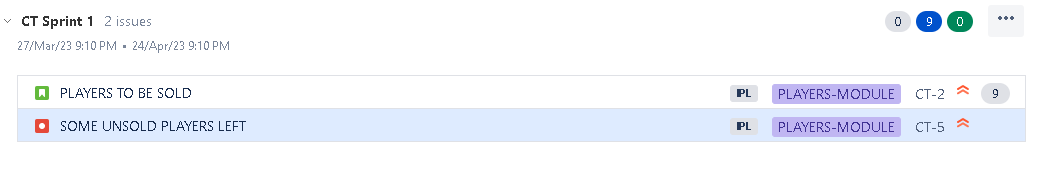 CT Sprint 1 2 issues 0 9 0 •••
27/Mar/23 9:10 PM • 24/Apr/23 9:10 PM
PLAYERS TO BE SOLD IPL PLAYERS-MODULE CT-2 9
SOME UNSOLD PLAYERS LEFT IPL PLAYERS-MODULE CT-5